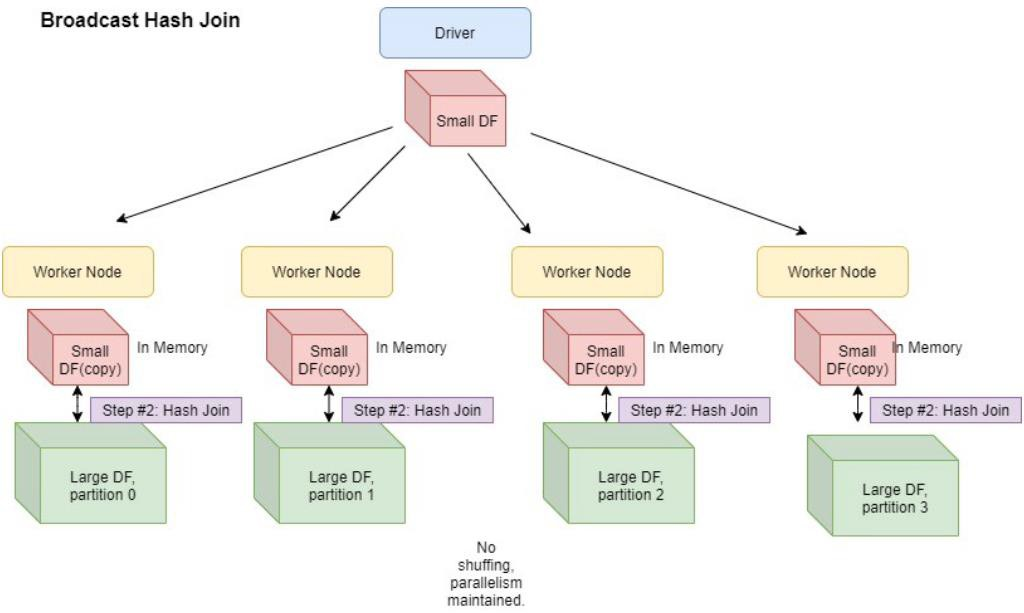 Broadcast Hash Join
Driver
Small DF
Worker Node
Worker Node
Worker Node
Worker Node
Small
DF(copy)
In Memory
Small
DF(copy)
In Memory
Small
DF(copy)
In Memory
Small
DF(copy)
In Memory
Step #2: Hash Join
Step #2: Hash Join
Step #2: Hash Join
Step #2: Hash Join
Large DF,
partition 0
Large DF,
partition 1
Large DF,
partition 2
Large DF,
partition 3
No
shuffing,
parallelism
maintained.